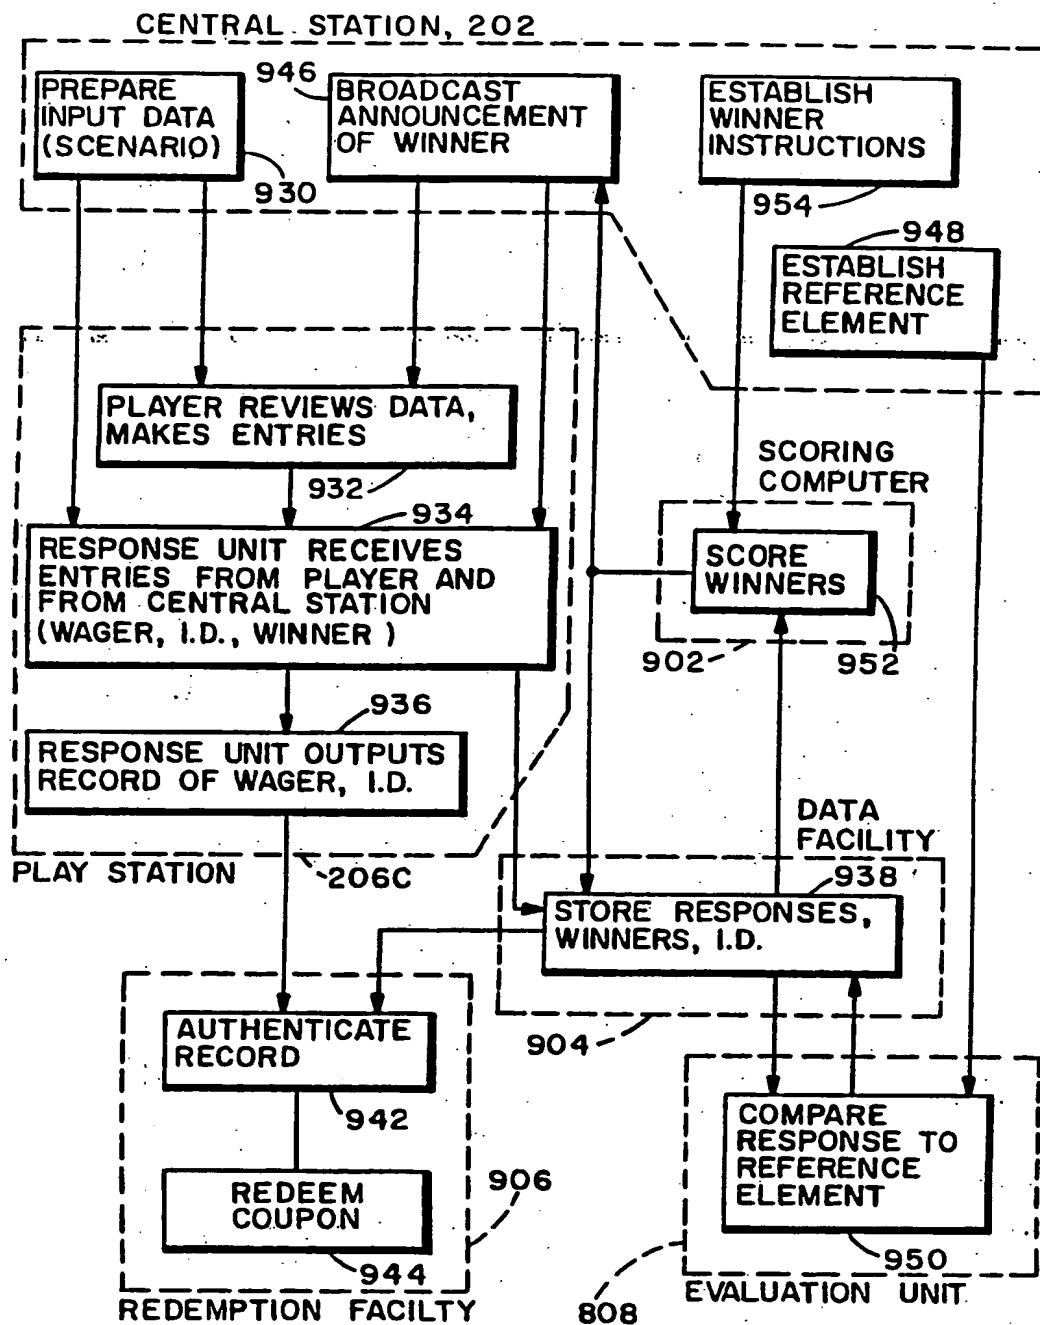 CENTRAL STATION, 202
PREPARE
INPUT DATA
(SCENARIO)
930
946
BROADCAST
ANNOUNCEMENT
OF WINNER
ESTABLISH
WINNER
INSTRUCTIONS
954
948
ESTABLISH
REFERENCE
ELEMENT
PLAYER REVIEWS DATA,
MAKES ENTRIES
932
934
RESPONSE UNIT RECEIVES
ENTRIES FROM PLAYER AND
FROM CENTRAL STATION
(WAGER, I.D., WINNER )
SCORING
COMPUTER
SCORE
WINNERS
902
952
936
RESPONSE UNIT OUTPUTS
RECORD OF WAGER, I.D.
PLAY STATION
206C
DATA
FACILITY
938
STORE RESPONSES,
WINNERS, I.D.
904
AUTHENTICATE
RECORD
942
REDEEM
COUPON
944
906
REDEMPTION FACILTY
COMPARE
RESPONSE TO
REFERENCE
ELEMENT
950
808
EVALUATION UNIT